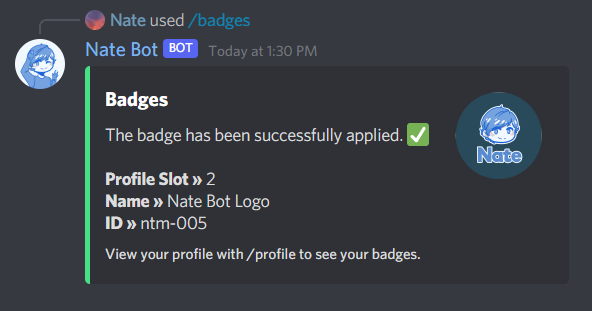 Nate used /badges
Nate Bot BOT Today at 1:30 PM
Badges
The badge has been successfully applied. ✅
Nate
Profile Slot » 2
Name » Nate Bot Logo
ID » ntm-005
View your profile with /profile to see your badges.